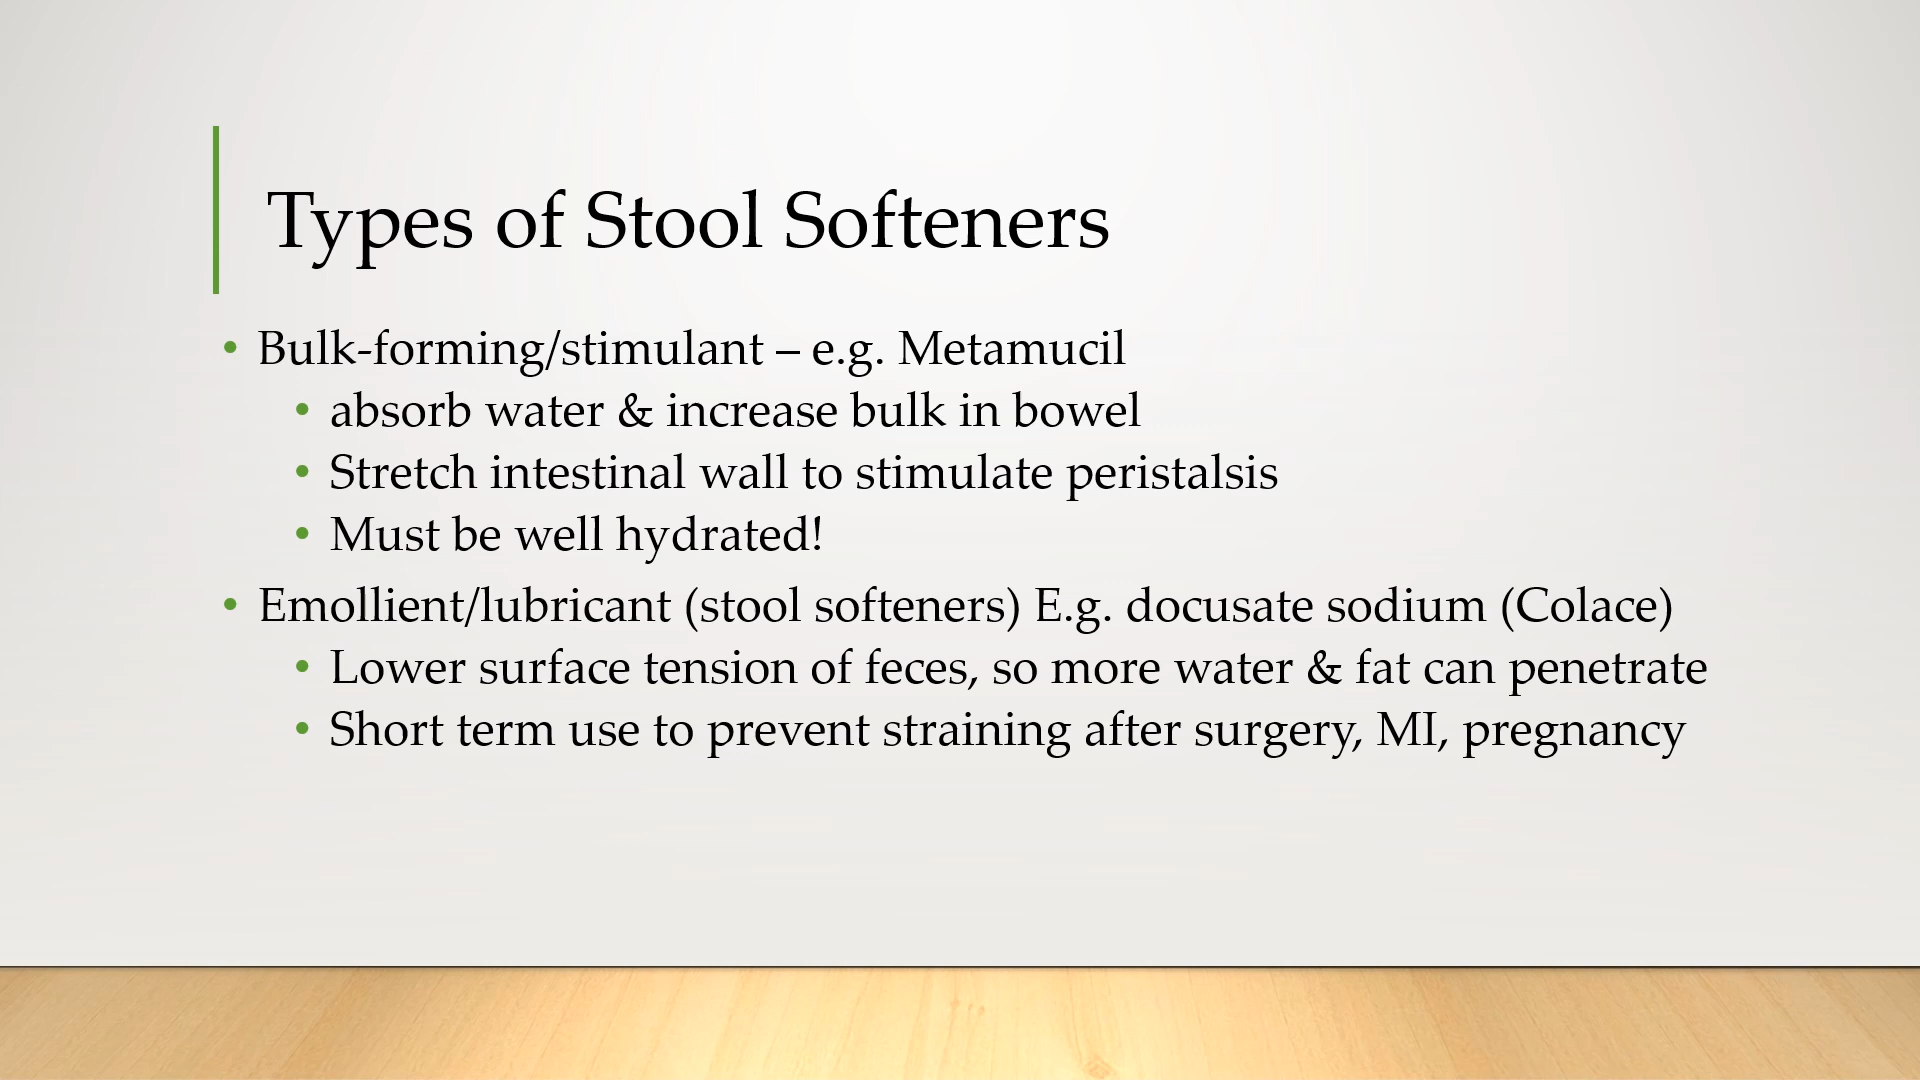 Types of Stool Softeners
• Bulk-forming/stimulant – e.g. Metamucil
• absorb water & increase bulk in bowel
• Stretch intestinal wall to stimulate peristalsis
• Must be well hydrated!
• Emollient/lubricant (stool softeners) E.g. docusate sodium (Colace)
• Lower surface tension of feces, so more water & fat can penetrate
• Short term use to prevent straining after surgery, MI, pregnancy